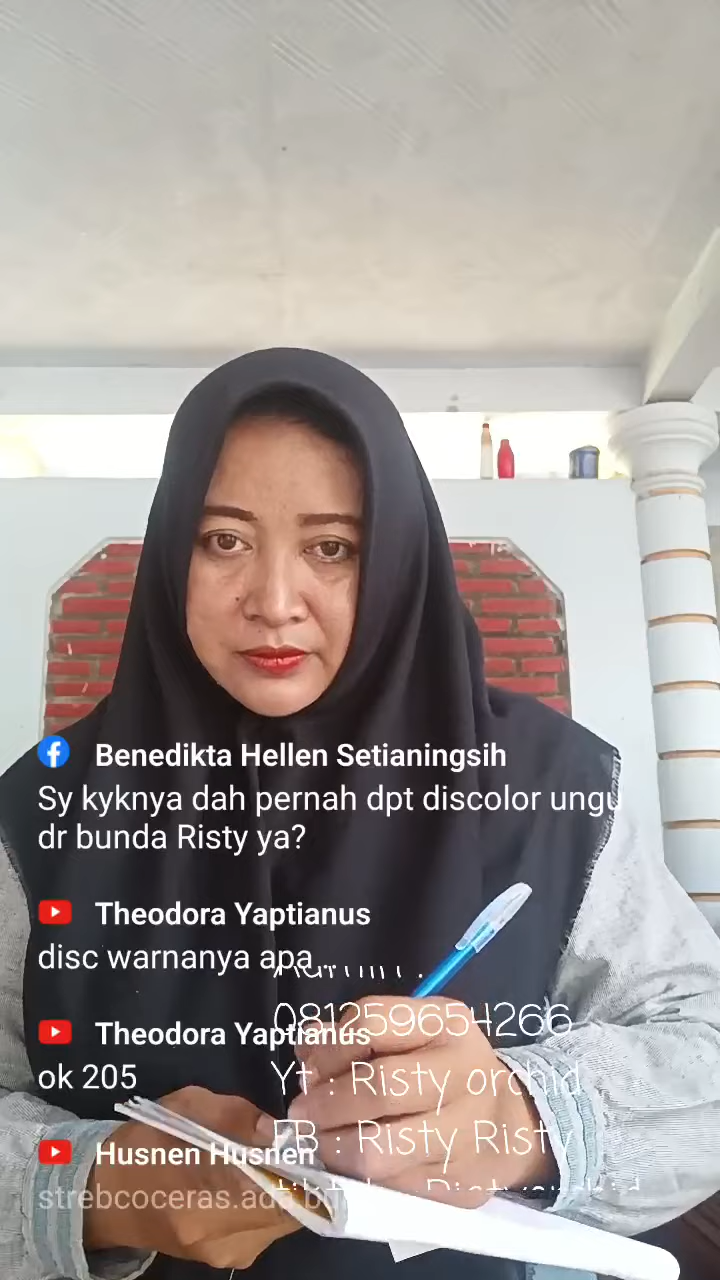 Benedikta Hellen Setianingsih
Sy kyknya dah pernah dpt discolor ungu
dr bunda Risty ya?
Theodora Yaptianus
disc warnanya apa...
081259654266
Theodora Yaptianus
ok 205
Yt : Risty orchid
FB : Risty Risty
Husnen Husnen